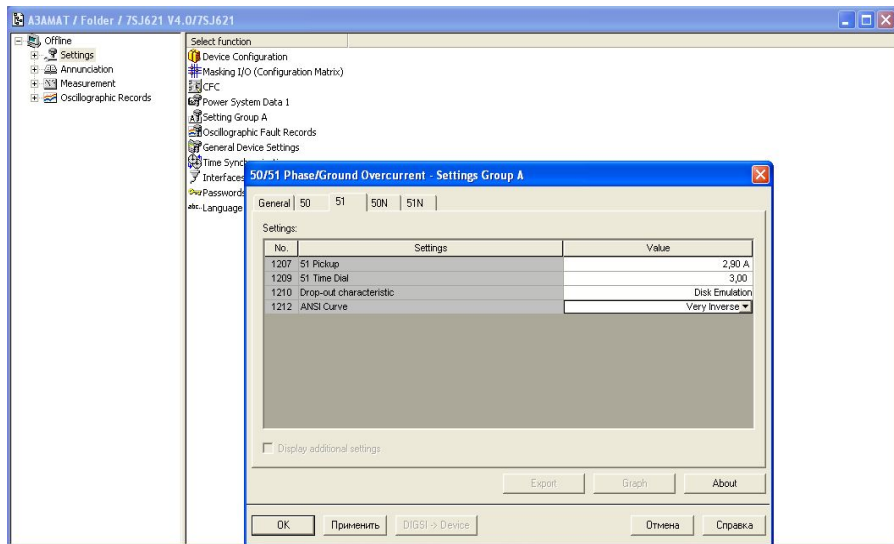 A3AMAT / Folder / 7SJ621 V4.0/7SJ621
Offline
Settings
Annunciation
Measurement
Oscillographic Records
Select function
Device Configuration
Masking I/O (Configuration Matrix)
CFC
Power System Data 1
Setting Group A
Oscillographic Fault Records
General Device Settings
Time Sync
Interfaces
Passwords
Language
50/51 Phase/Ground Overcurrent - Settings Group A
General 50 51 50N 51N
Settings:
No. Settings Value
1207 51 Pickup 2,90 A
1209 51 Time Dial 3,00
1210 Drop-out characteristic Disk Emulation
1212 ANSI Curve Very Inverse
Display additional settings
Export Graph About
OK Применить DIGSI -> Device Отмена Справка